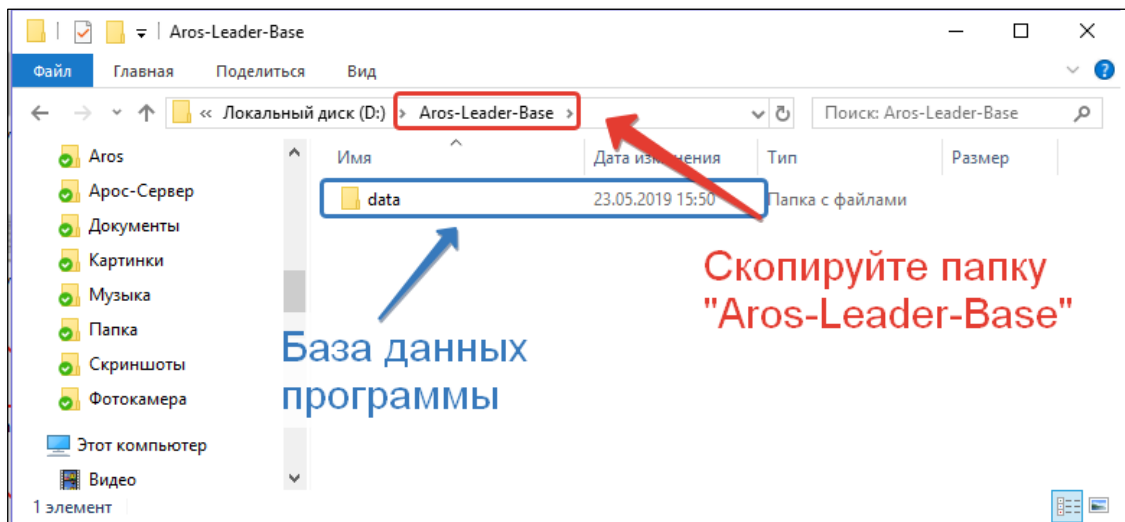 Aros-Leader-Base
Файл Главная Поделиться Вид
« Локальный диск (D:) › Aros-Leader-Base › Поиск: Aros-Leader-Base
Имя Дата изменения Тип Размер
Aros
Арос-Сервер
Документы
Картинки
Музыка
Папка
Скриншоты
Фотокамера
Этот компьютер
Видео
data 23.05.2019 15:50 Папка с файлами
Скопируйте папку
"Aros-Leader-Base"
База данных
программы
1 элемент